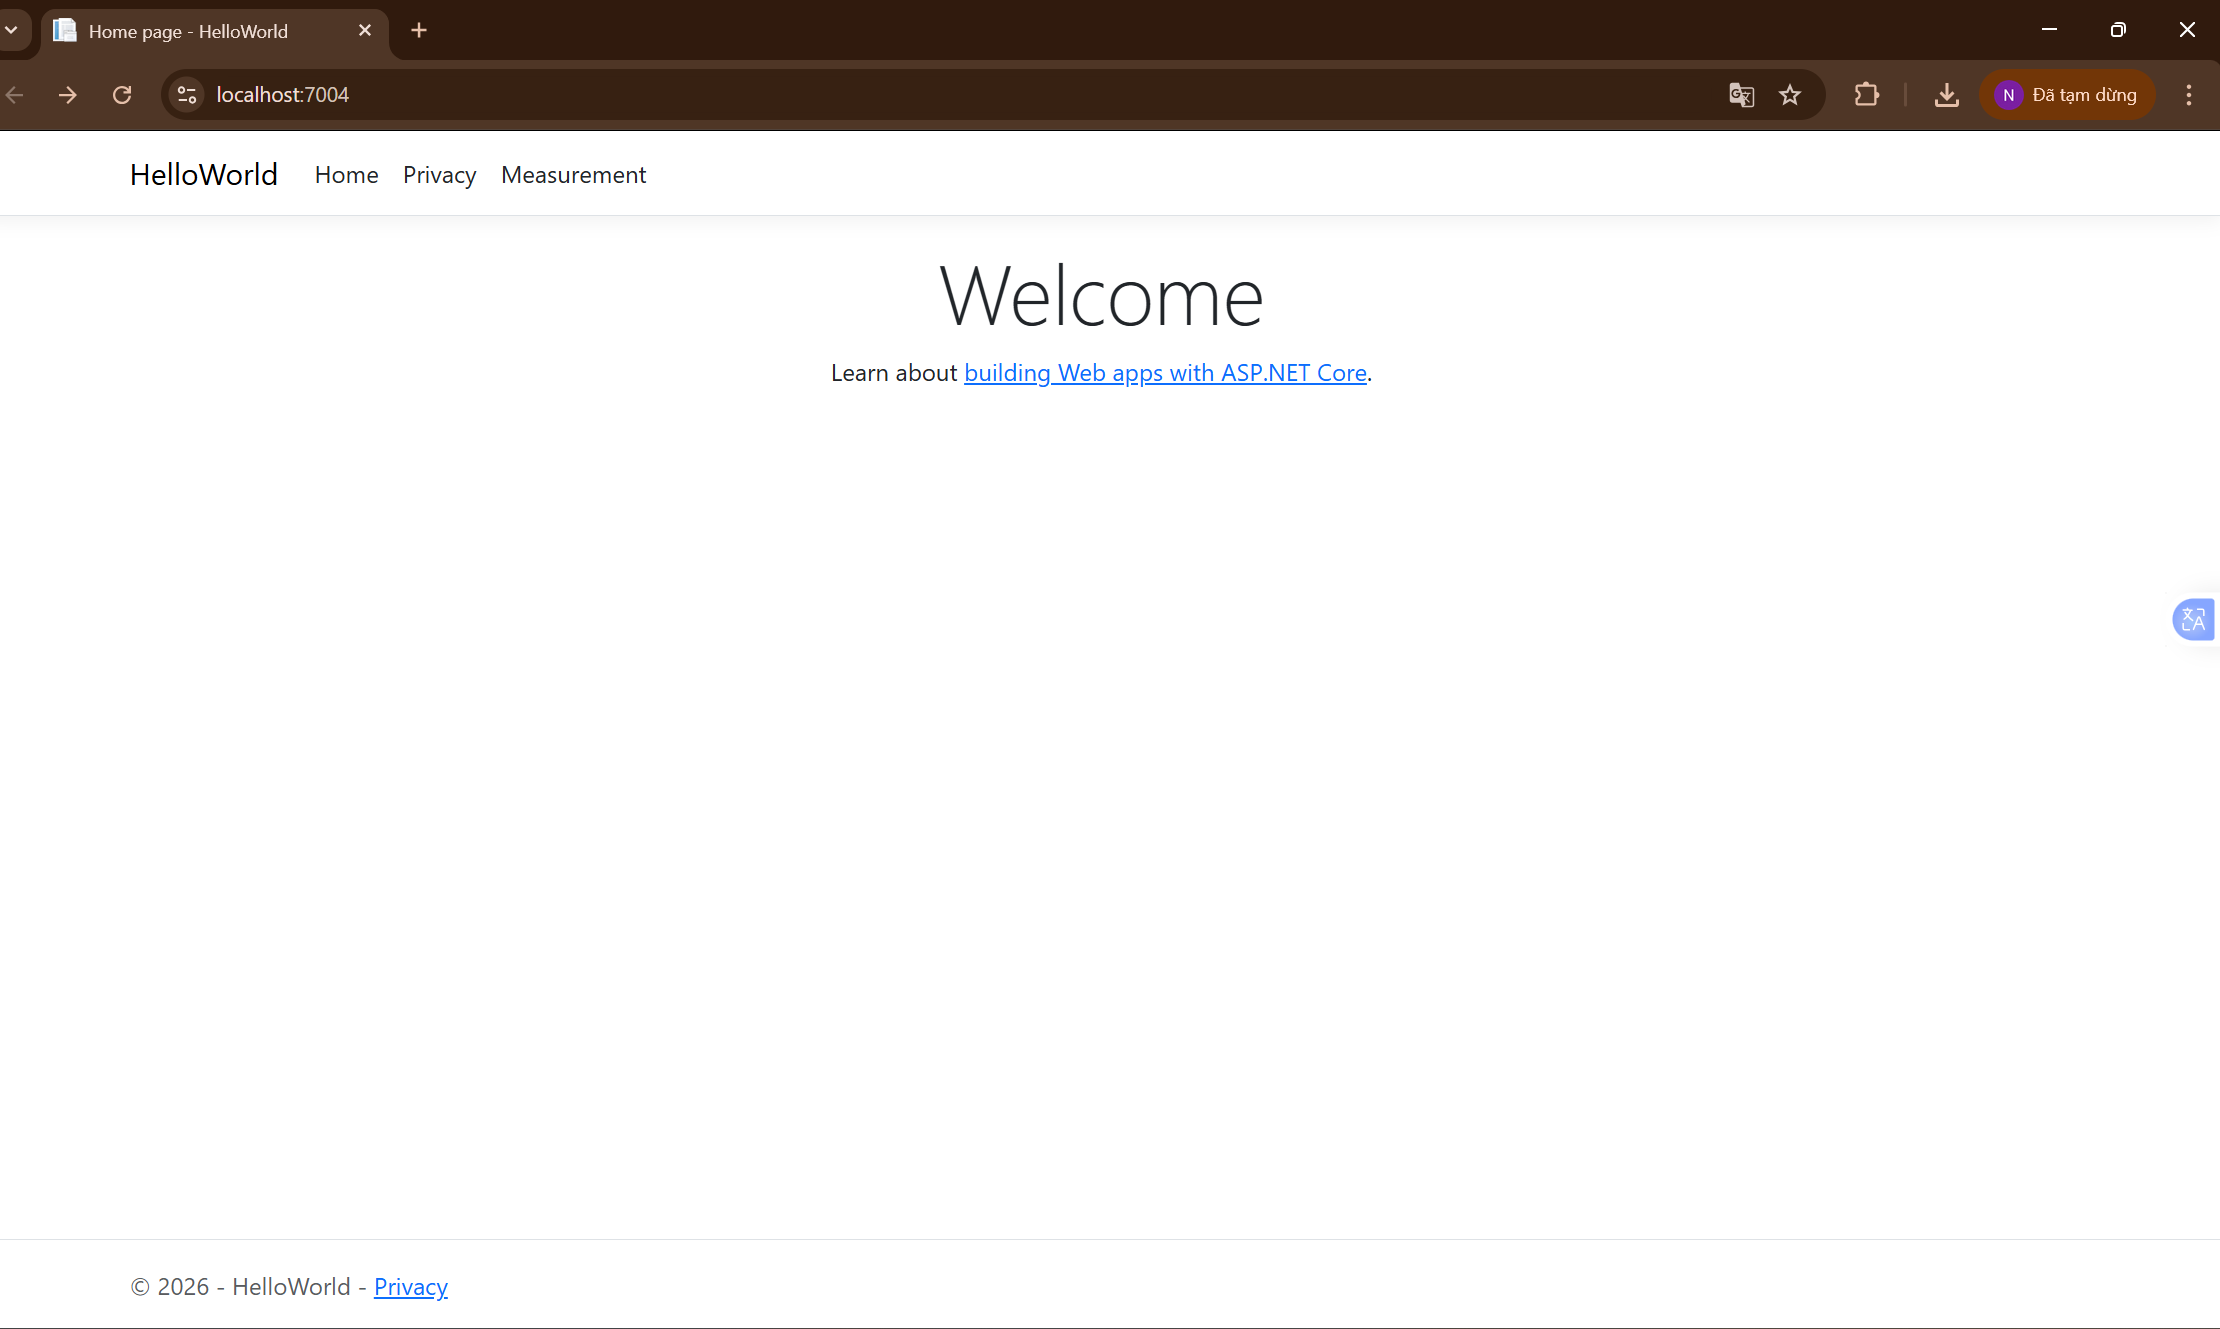 Home page - HelloWorld
localhost:7004
N Đã tạm dừng
HelloWorld Home Privacy Measurement
Welcome
Learn about building Web apps with ASP.NET Core.
© 2026 - HelloWorld - Privacy